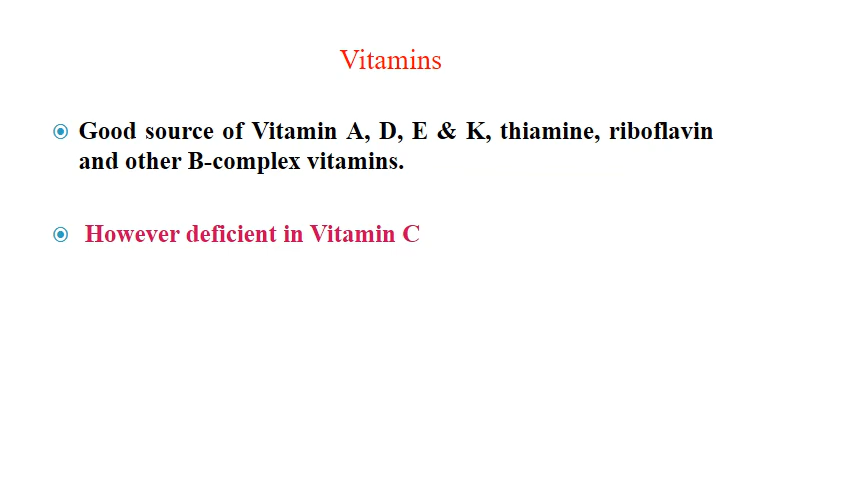 Vitamins
Good source of Vitamin A, D, E & K, thiamine, riboflavin
and other B-complex vitamins.
However deficient in Vitamin C